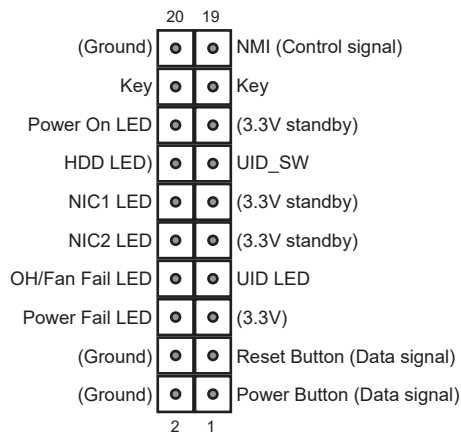 20 19
(Ground) NMI (Control signal)
Key Key
Power On LED (3.3V standby)
HDD LED) UID_SW
NIC1 LED (3.3V standby)
NIC2 LED (3.3V standby)
OH/Fan Fail LED UID LED
Power Fail LED (3.3V)
(Ground) Reset Button (Data signal)
(Ground) Power Button (Data signal)
2 1